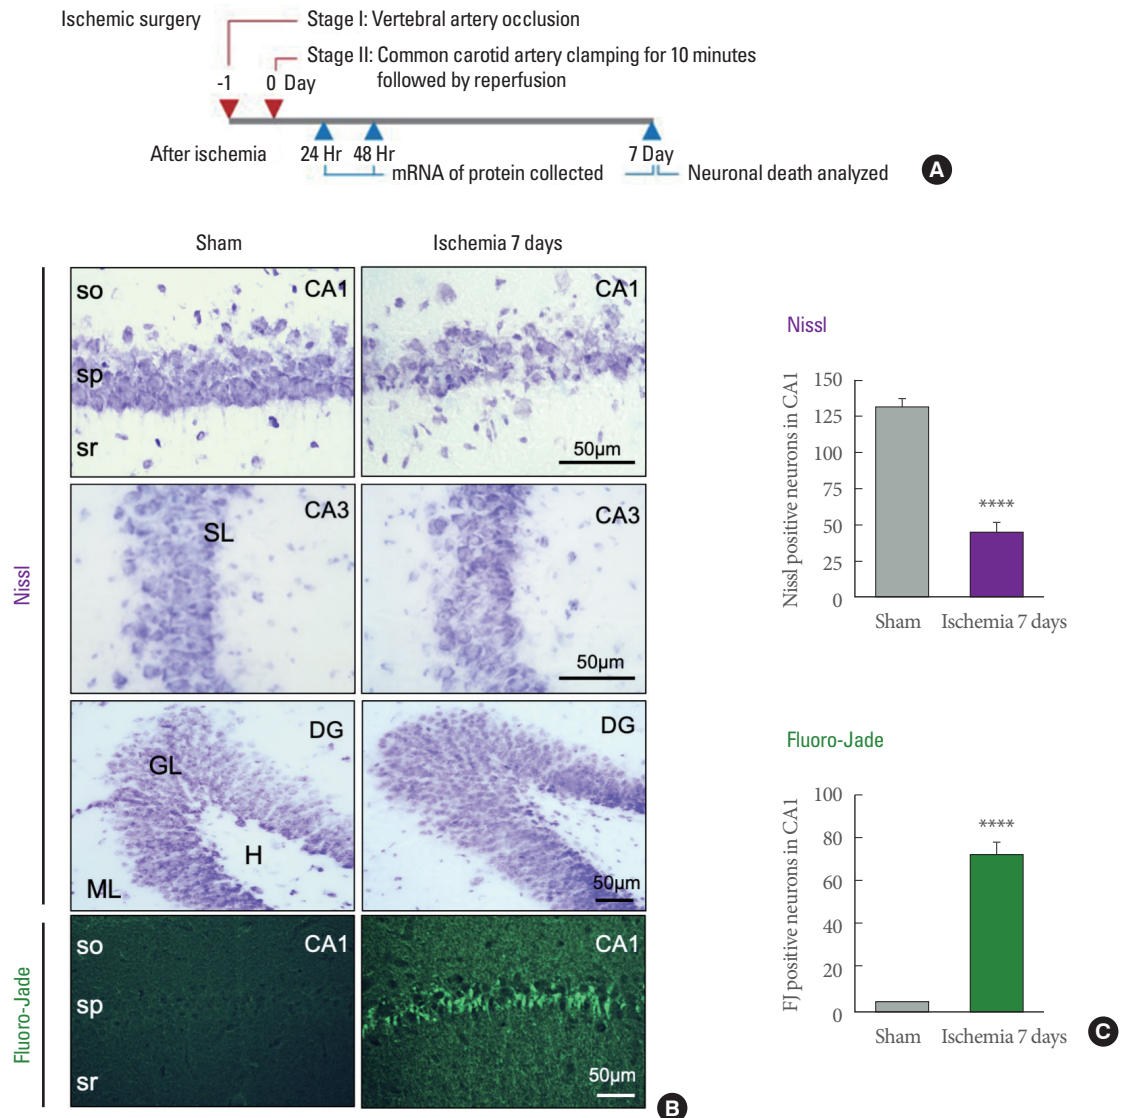 Ischemic surgery
Stage I: Vertebral artery occlusion
Stage II: Common carotid artery clamping for 10 minutes
followed by reperfusion
-1 0 Day
After ischemia 24 Hr 48 Hr 7 Day
mRNA of protein collected Neuronal death analyzed
A
Sham Ischemia 7 days
Nissl
so CA1
sp
sr
CA1
50µm
CA3
SL
CA3
50µm
DG
GL
H
ML
DG
50µm
Fluoro-Jade
so CA1
sp
sr
CA1
50µm
B
Nissl
Nissl positive neurons in CA1
150
125
100
75
50
25
0
****
Sham Ischemia 7 days
Fluoro-Jade
FJ positive neurons in CA1
100
80
60
40
20
0
****
Sham Ischemia 7 days
C